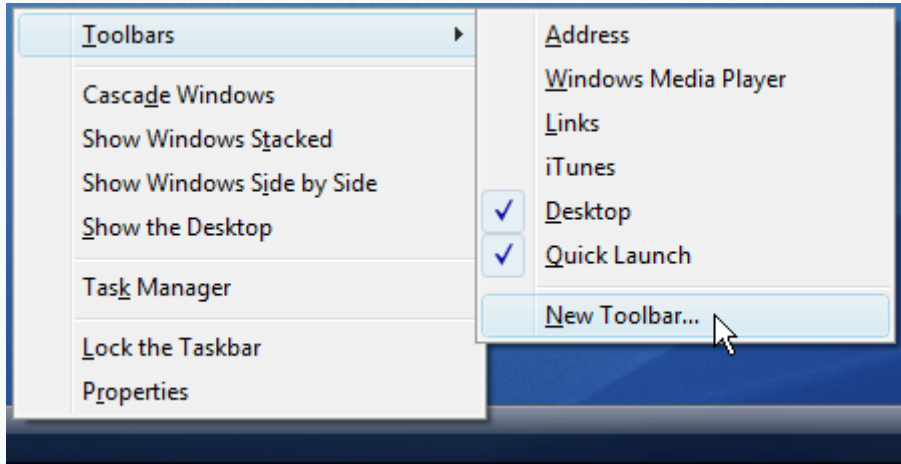 Toolbars
Cascade Windows
Show Windows Stacked
Show Windows Side by Side
Show the Desktop
Task Manager
Lock the Taskbar
Properties
Address
Windows Media Player
Links
iTunes
Desktop
Quick Launch
New Toolbar...